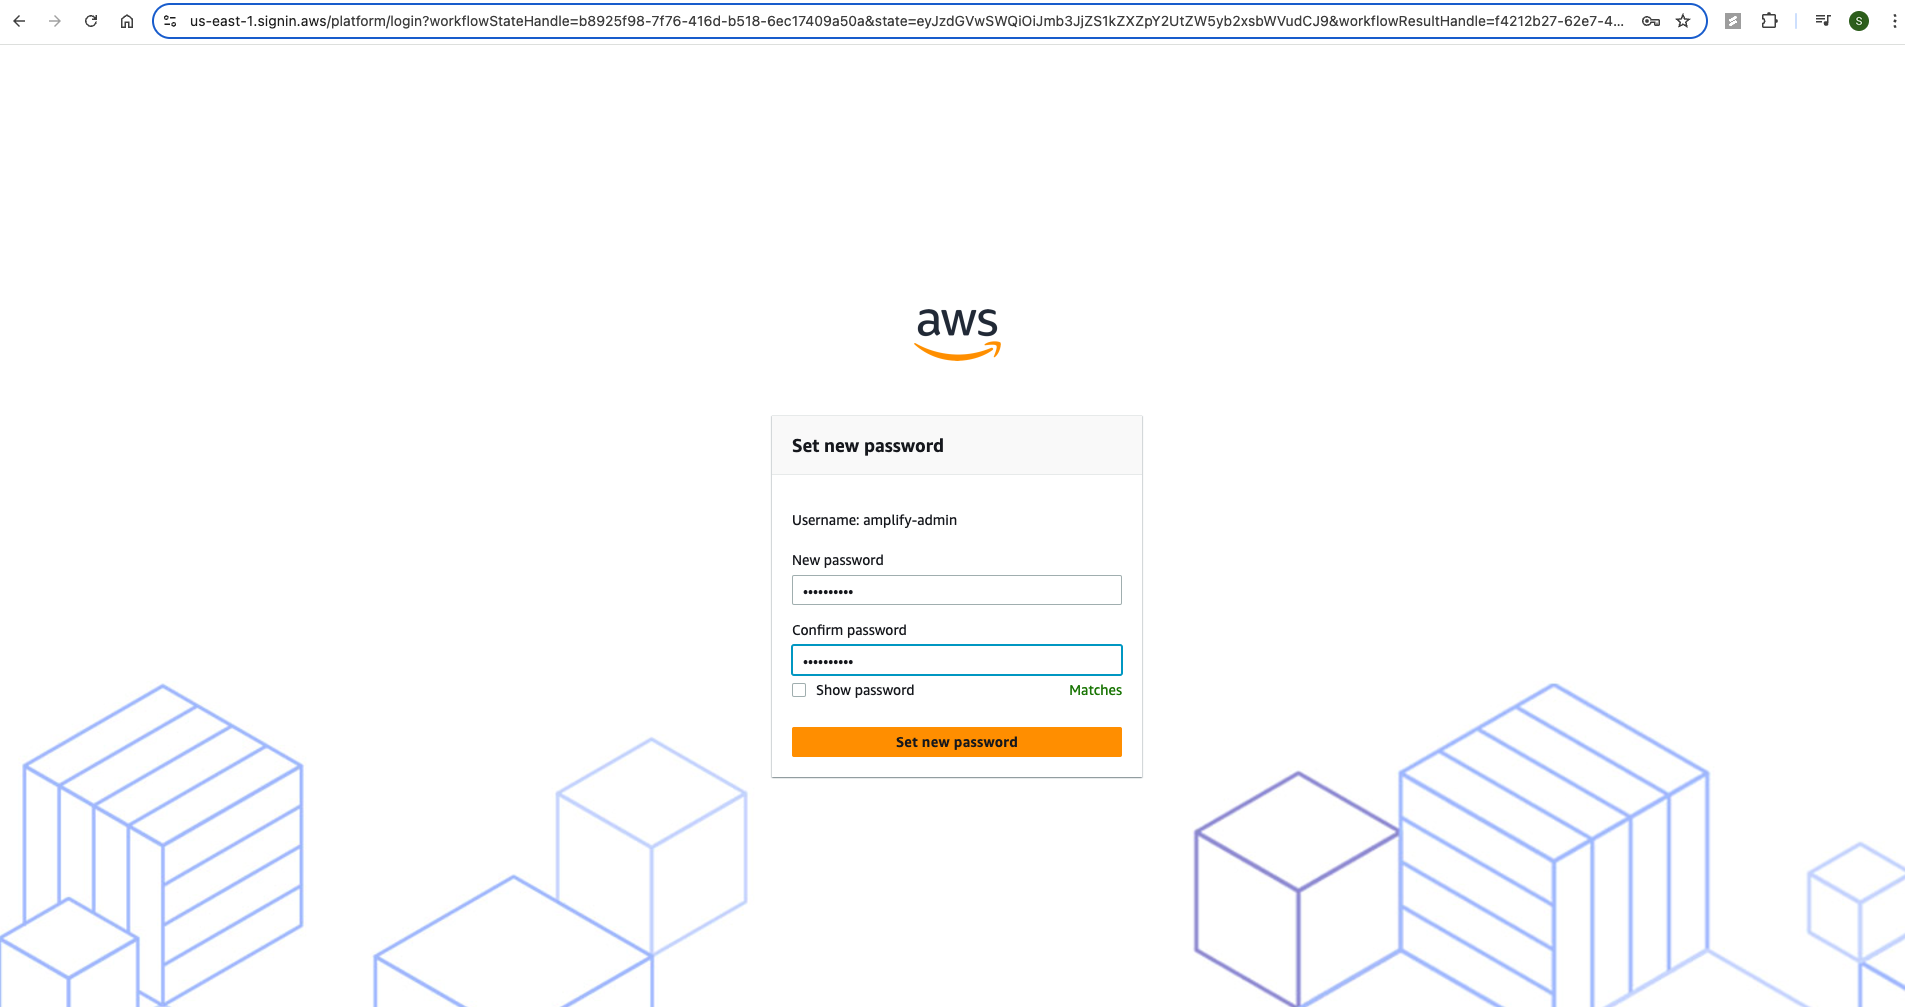 us-east-1.signin.aws/platform/login?workflowStateHandle=b8925f98-7f76-416d-b518-6ec17409a50a&state=eyJzdGVwSWQiOiJmb3JjZS1kZXZpY2UtZW5yb2xsbWVudCJ9&workflowResultHandle=f4212b27-62e7-4...
S
aws
Set new password
Username: amplify-admin
New password
••••••••••
Confirm password
••••••••••
Show password Matches
Set new password